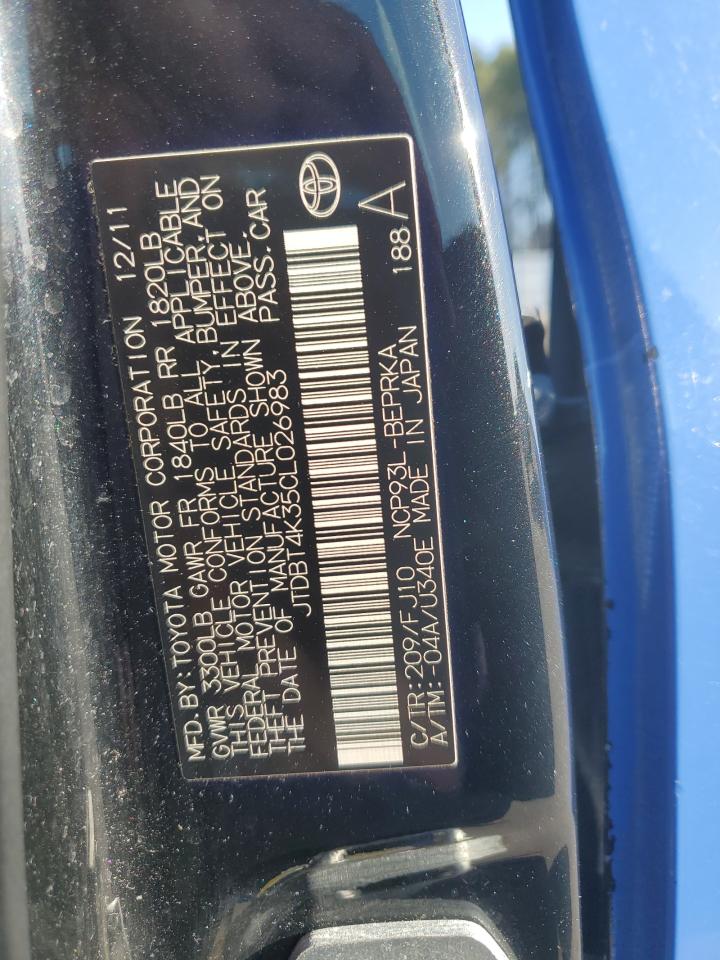 MFD. BY:TOYOTA MOTOR CORPORATION 12/11
GVWR 3300LB GAWR FR 1840LB RR 1820LB
THIS VEHICLE CONFORMS TO ALL APPLICABLE
FEDERAL MOTOR VEHICLE SAFETY, BUMPER, AND
THEFT PREVENTION STANDARDS IN EFFECT ON
THE DATE OF MANUFACTURE SHOWN ABOVE.
JTDBT4K35CL026983 PASS. CAR
C/TR:209/FJ10 NCP93L-BEPRKA 188 A
A/TM:-04A/U340E MADE IN JAPAN